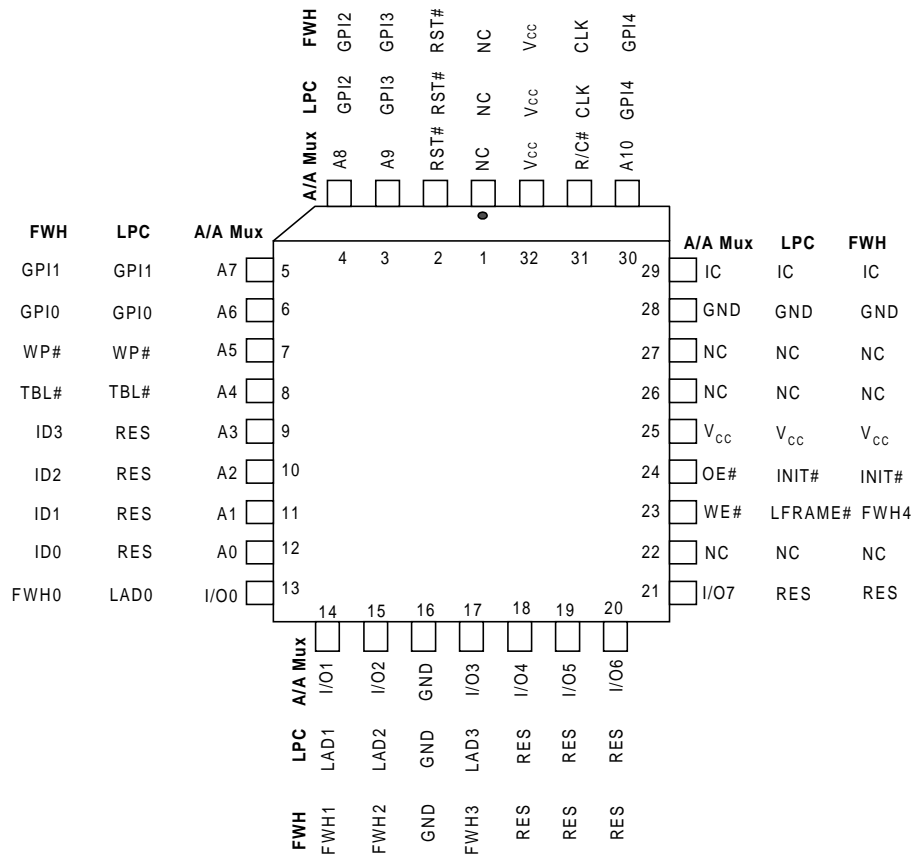 FWH GPI2 GPI3 RST# NC Vcc CLK GPI4
LPC GPI2 GPI3 RST# NC Vcc CLK GPI4
A/A Mux A8 A9 RST# NC Vcc R/C# A10
4 3 2 1 32 31 30
FWH LPC A/A Mux
GPI1 GPI1 A7 5
GPI0 GPI0 A6 6
WP# WP# A5 7
TBL# TBL# A4 8
ID3 RES A3 9
ID2 RES A2 10
ID1 RES A1 11
ID0 RES A0 12
FWH0 LAD0 I/O0 13
A/A Mux LPC FWH
29 IC IC IC
28 GND GND GND
27 NC NC NC
26 NC NC NC
25 VCC VCC VCC
24 OE# INIT# INIT#
23 WE# LFRAME# FWH4
22 NC NC NC
21 I/O7 RES RES
14 15 16 17 18 19 20
A/A Mux I/O1 I/O2 GND I/O3 I/O4 I/O5 I/O6
LPC LAD1 LAD2 GND LAD3 RES RES RES
FWH FWH1 FWH2 GND FWH3 RES RES RES